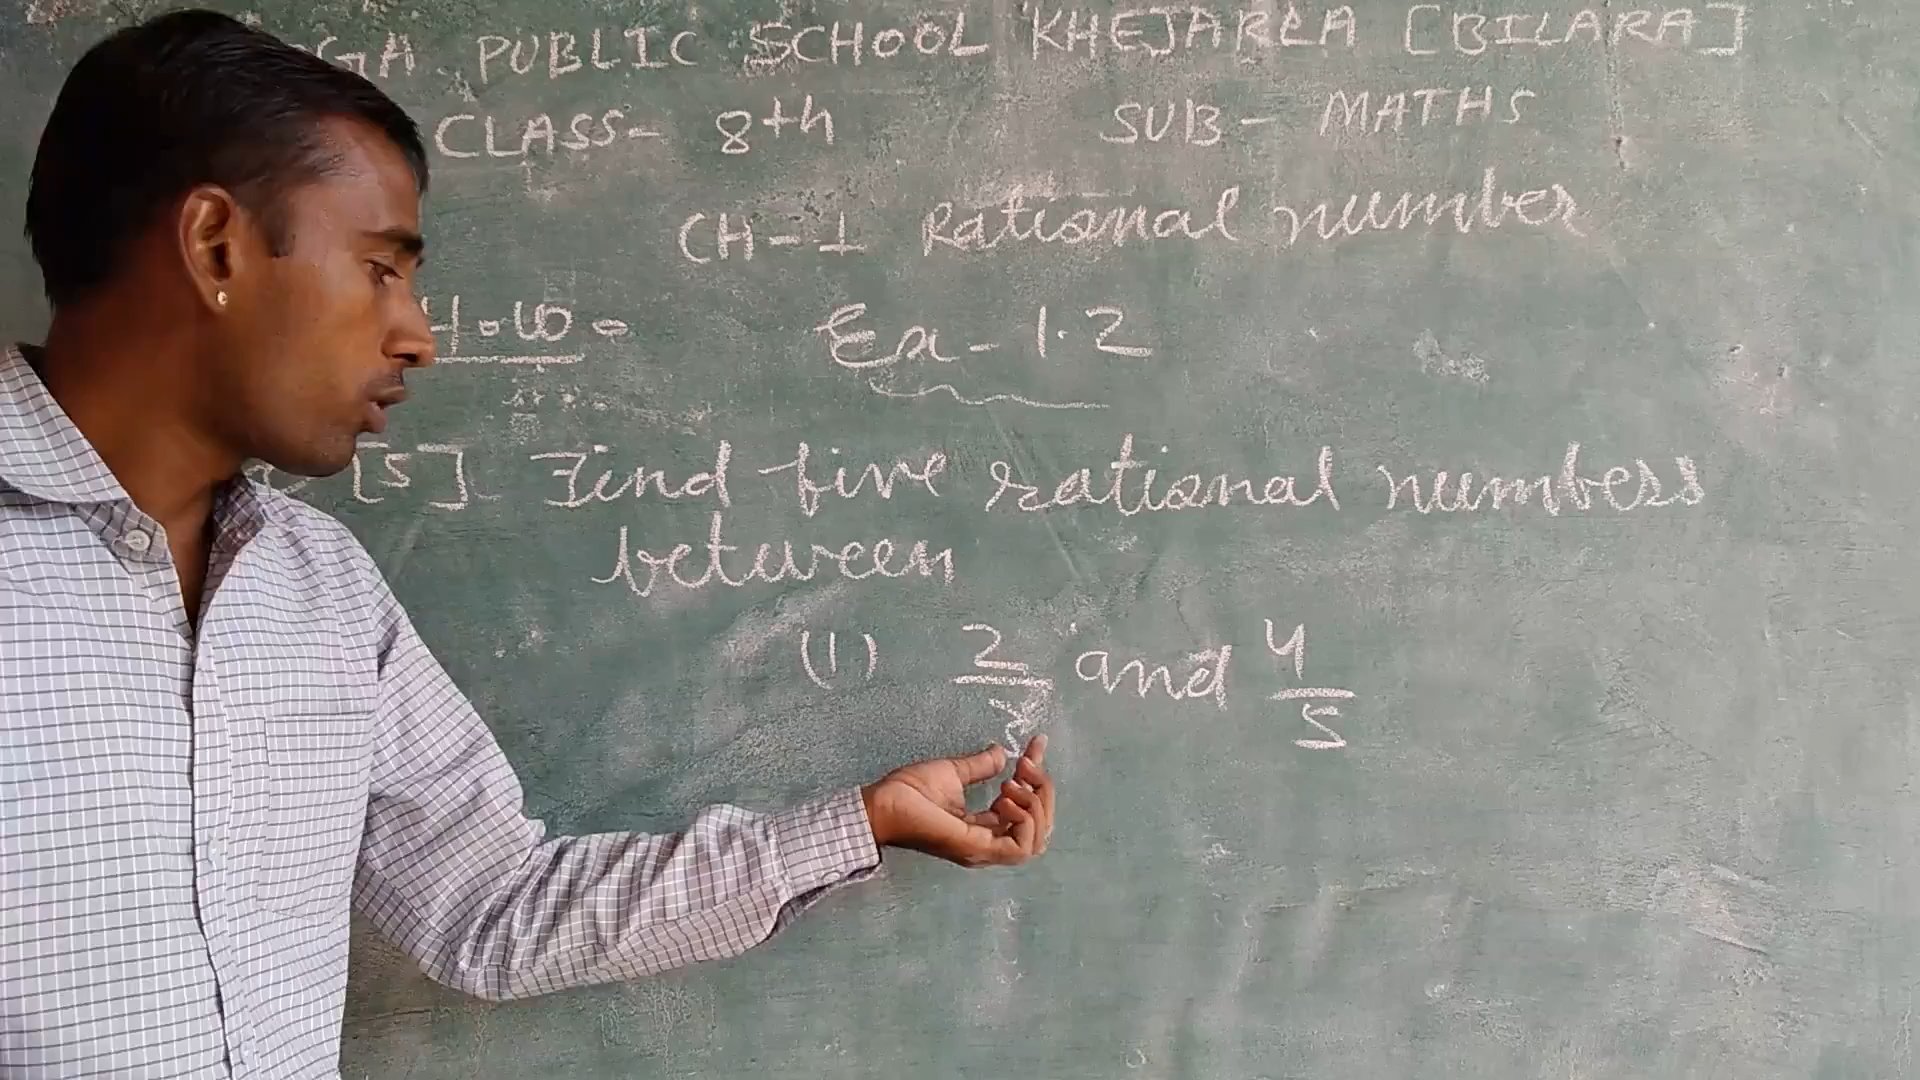 GA PUBLIC SCHOOL KHEJARLA [BILARA]
CLASS- 8th SUB- MATHS
CH-1 Rational number
H.W. Ex-1.2
[5] Find five rational numbers
between
(1) 2/3 and 4/5